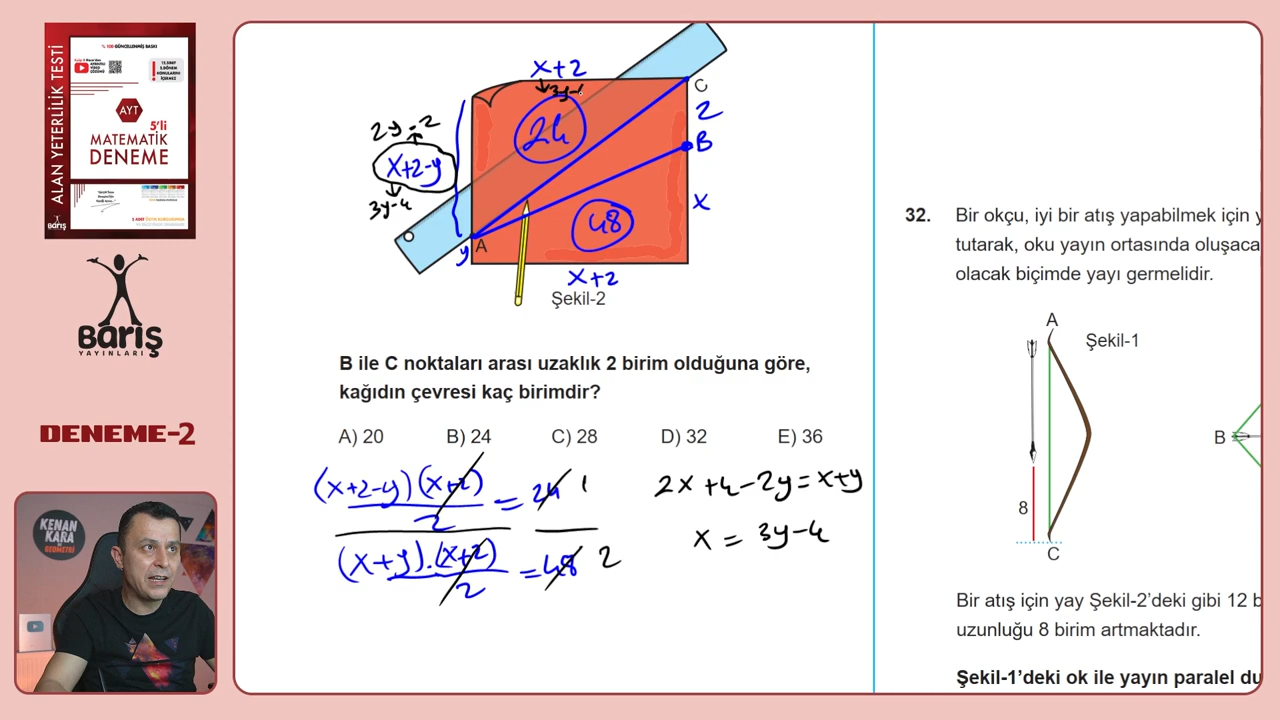 ALAN YETERLİLİK TESTİ
% 100 GÜNCELLENMİŞ BASKI
AYT
5'li
MATEMATİK
DENEME
BARIŞ
Barış
YAYINLARI
DENEME-2
KENAN
KARA
GEOMETRİ
x+2
3y-4
C
2
B
x
24
2y-2
x+2-y
3y-4
48
y
A
x+2
Şekil-2
B ile C noktaları arası uzaklık 2 birim olduğuna göre,
kağıdın çevresi kaç birimdir?
A) 20 B) 24 C) 28 D) 32 E) 36
(x+2-y)(x+2)
2
= 24 1
(x+y).(x+2)
2
= 48 2
2x+4-2y=x+y
x = 3y-4
32. Bir okçu, iyi bir atış yapabilmek için y
tutarak, oku yayın ortasında oluşaca
olacak biçimde yayı germelidir.
A
Şekil-1
B
8
C
Bir atış için yay Şekil-2'deki gibi 12 b
uzunluğu 8 birim artmaktadır.
Şekil-1'deki ok ile yayın paralel du